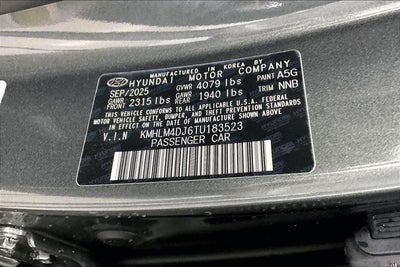 MANUFACTURED IN KOREA BY
HYUNDAI MOTOR COMPANY
SEP/2025 GVWR 4079 lbs PAINT A5G
GAWR FRONT 2315 lbs GAWR REAR 1940 lbs TRIM NNB
THIS VEHICLE CONFORMS TO ALL APPLICABLE U.S.A. FEDERAL
MOTOR VEHICLE SAFETY, BUMPER, AND THEFT PREVENTION STANDARDS
IN EFFECT ON THE DATE OF MANUFACTURE SHOWN ABOVE.
V.I.N KMHLM4DJ6TU183523
PASSENGER CAR